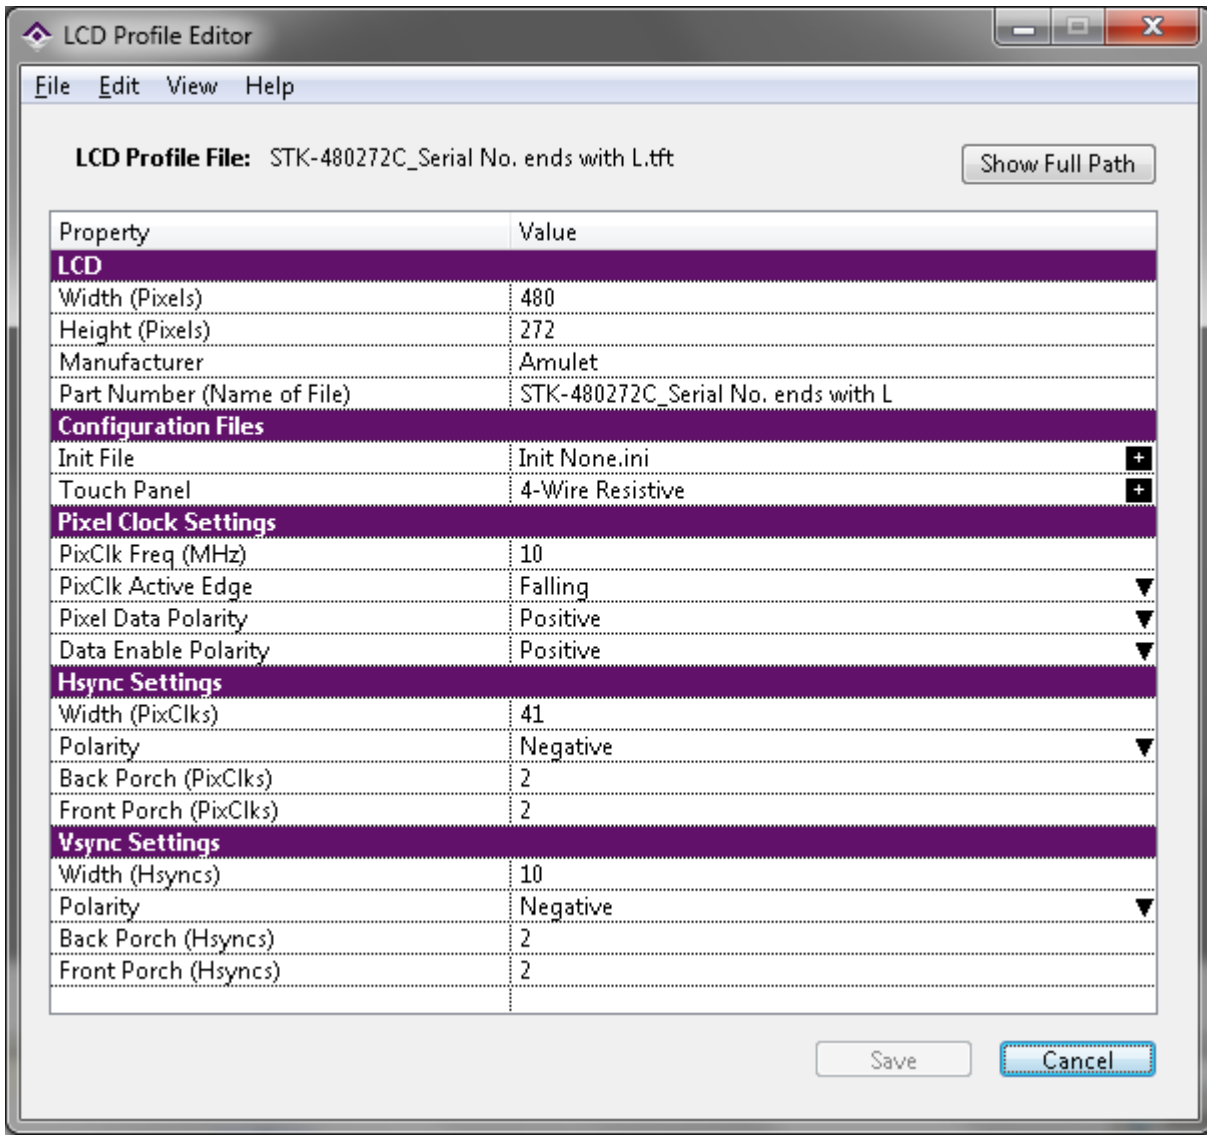 LCD Profile Editor
File Edit View Help
LCD Profile File: STK-480272C_Serial No. ends with L.tft
Show Full Path
Property Value
LCD
Width (Pixels) 480
Height (Pixels) 272
Manufacturer Amulet
Part Number (Name of File) STK-480272C_Serial No. ends with L
Configuration Files
Init File Init None.ini +
Touch Panel 4-Wire Resistive +
Pixel Clock Settings
PixClk Freq (MHz) 10
PixClk Active Edge Falling
Pixel Data Polarity Positive
Data Enable Polarity Positive
Hsync Settings
Width (PixClks) 41
Polarity Negative
Back Porch (PixClks) 2
Front Porch (PixClks) 2
Vsync Settings
Width (Hsyncs) 10
Polarity Negative
Back Porch (Hsyncs) 2
Front Porch (Hsyncs) 2
Save Cancel